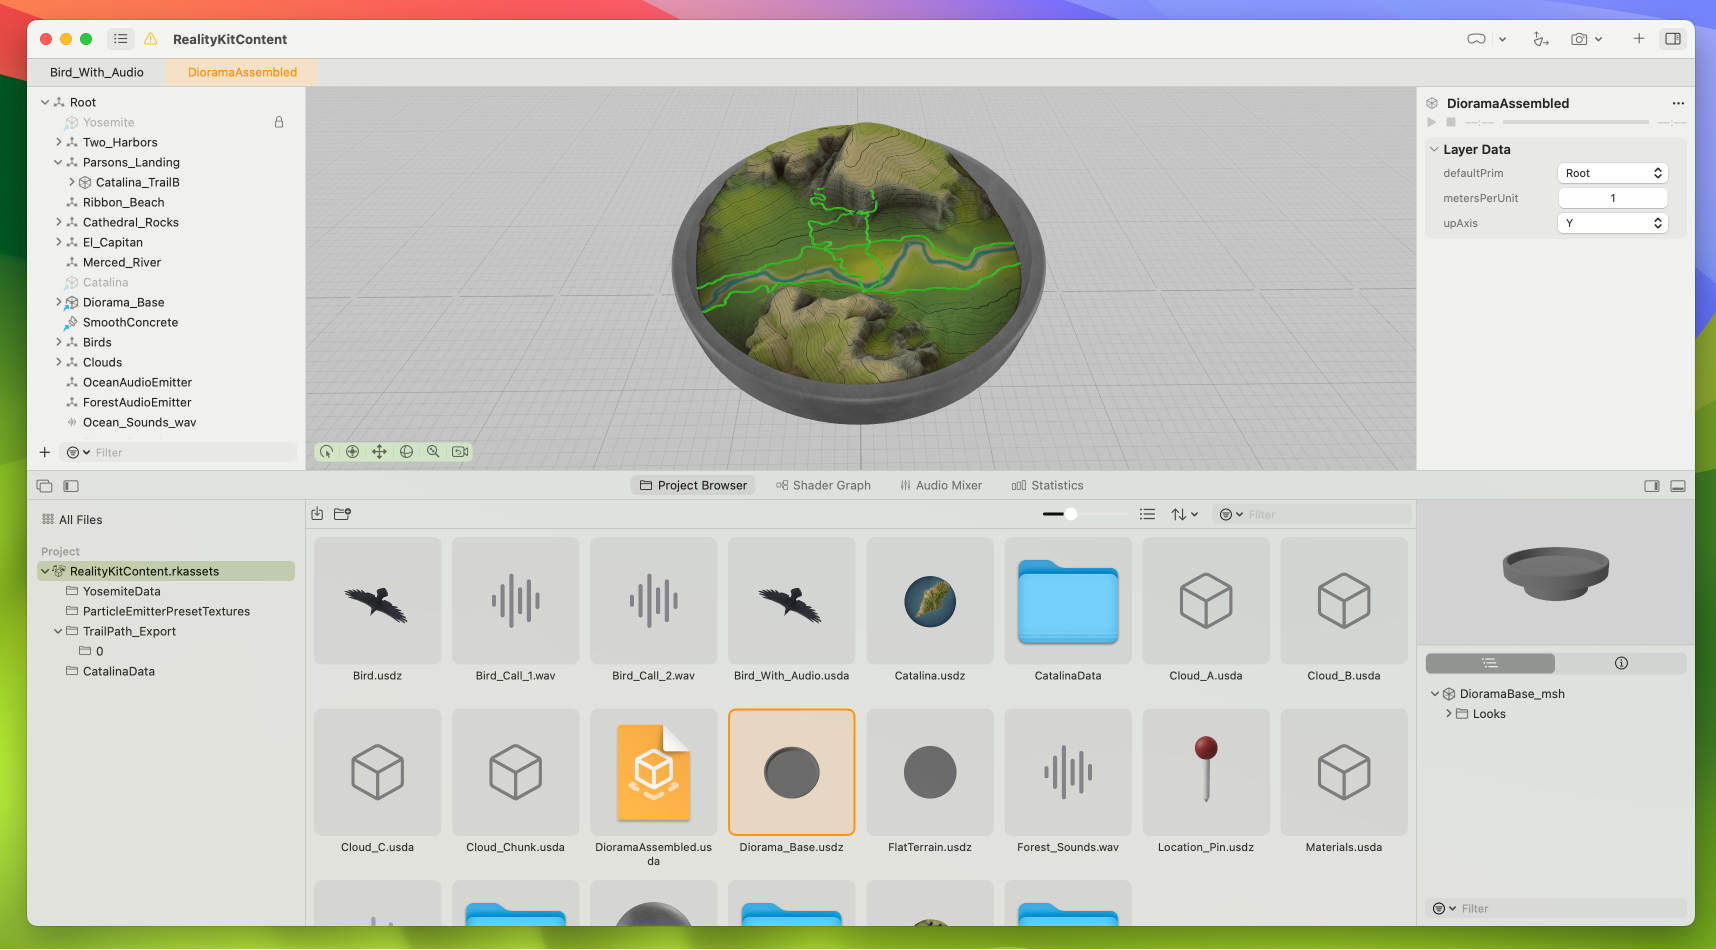 RealityKitContent
Bird_With_Audio
DioramaAssembled
Root
Yosemite
Two_Harbors
Parsons_Landing
Catalina_TrailB
Ribbon_Beach
Cathedral_Rocks
El_Capitan
Merced_River
Catalina
Diorama_Base
SmoothConcrete
Birds
Clouds
OceanAudioEmitter
ForestAudioEmitter
Ocean_Sounds_wav
Filter
DioramaAssembled
--:--
--:--
Layer Data
defaultPrim
Root
metersPerUnit
1
upAxis
Y
Project Browser
Shader Graph
Audio Mixer
Statistics
All Files
Project
RealityKitContent.rkassets
YosemiteData
ParticleEmitterPresetTextures
TrailPath_Export
0
CatalinaData
Filter
Bird.usdz
Bird_Call_1.wav
Bird_Call_2.wav
Bird_With_Audio.usda
Catalina.usdz
CatalinaData
Cloud_A.usda
Cloud_B.usda
Cloud_C.usda
Cloud_Chunk.usda
DioramaAssembled.us
da
Diorama_Base.usdz
FlatTerrain.usdz
Forest_Sounds.wav
Location_Pin.usdz
Materials.usda
DioramaBase_msh
Looks
Filter